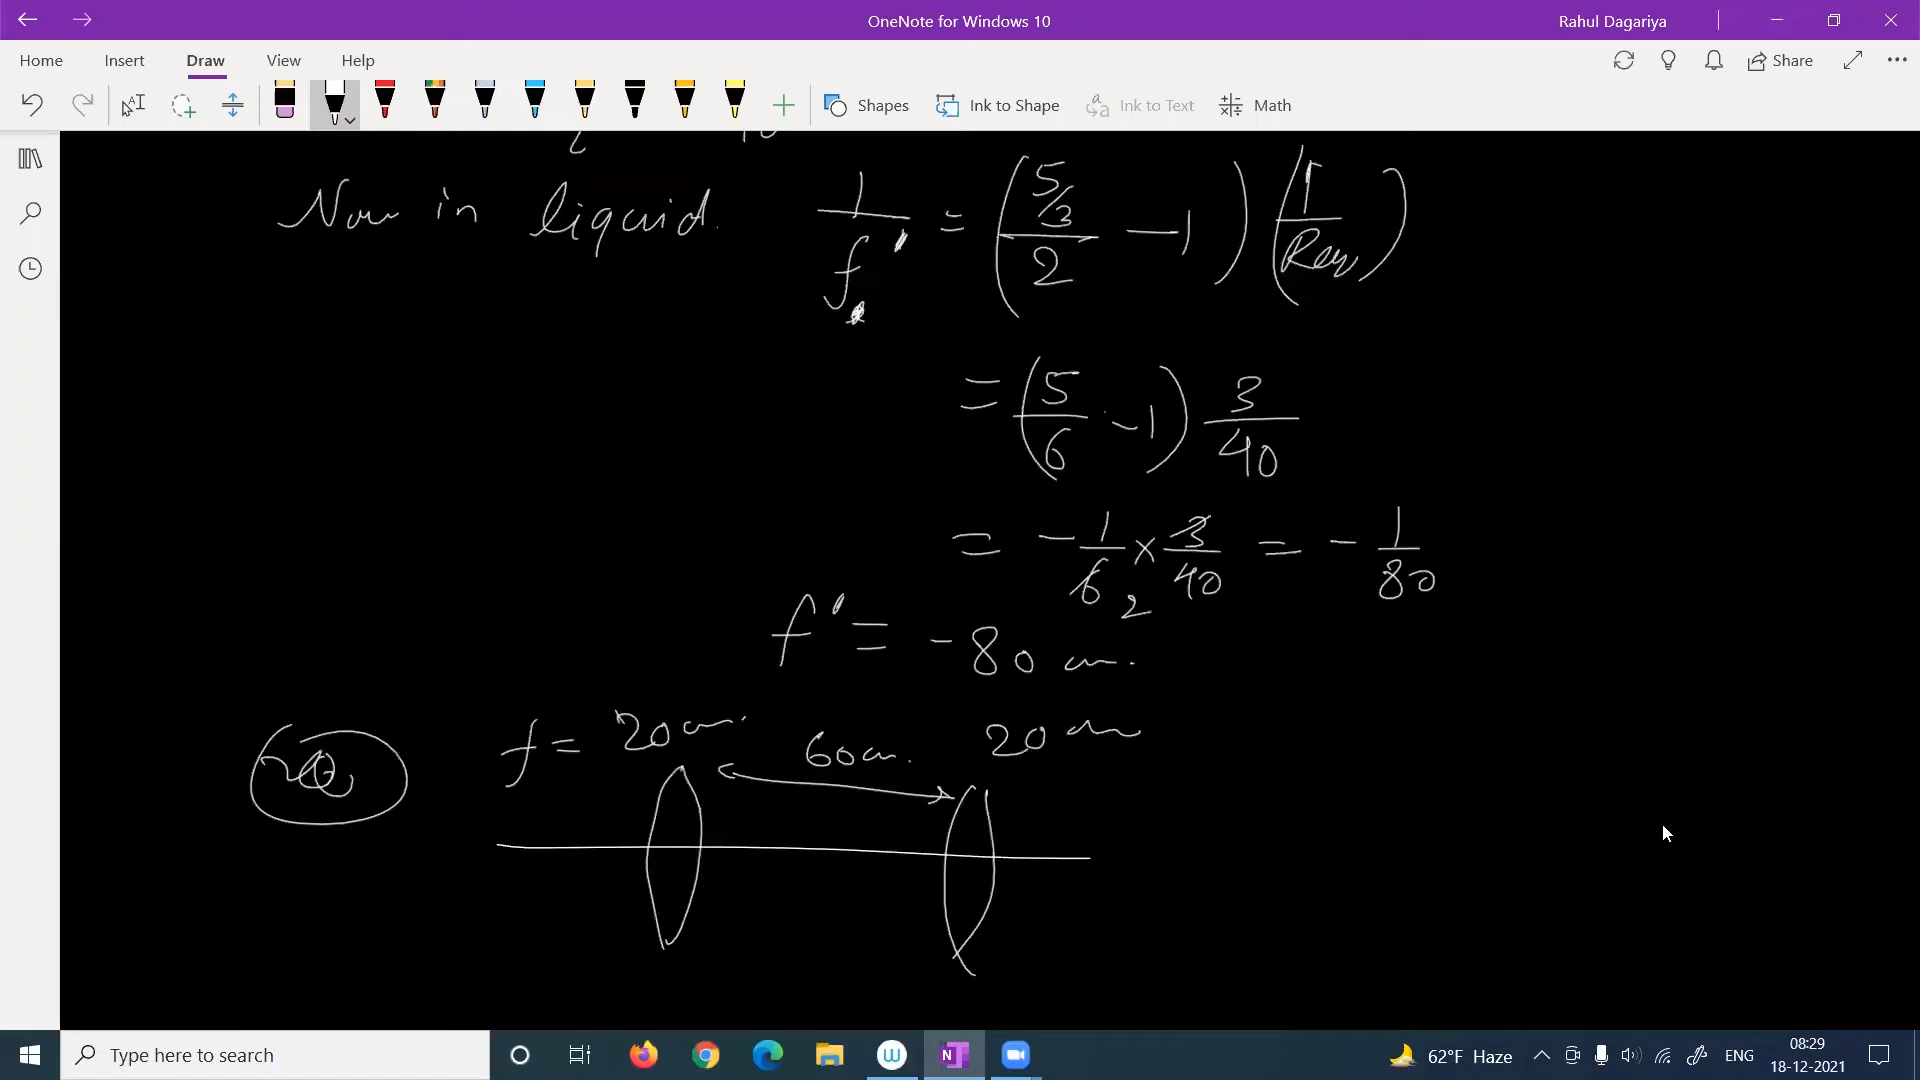 OneNote for Windows 10
Rahul Dagariya
Home Insert Draw View Help
Share
Shapes Ink to Shape Ink to Text Math
Now in liquid. 1/f' = ((5/3)/2 - 1) (1/Req)
= (5/6 - 1) 3/40
= - 1/6 2 × 3/40 = - 1/80
f' = - 80 cm.
f = 20 cm. 60 cm. 20 cm
Type here to search
62°F Haze
ENG
08:29
18-12-2021